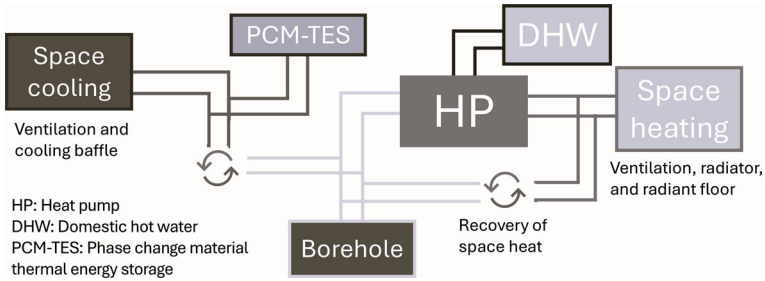 PCM-TES
DHW
Space
cooling
HP
Space
heating
Ventilation and
cooling baffle
Ventilation, radiator,
and radiant floor
HP: Heat pump
DHW: Domestic hot water
PCM-TES: Phase change material
thermal energy storage
Borehole
Recovery of
space heat